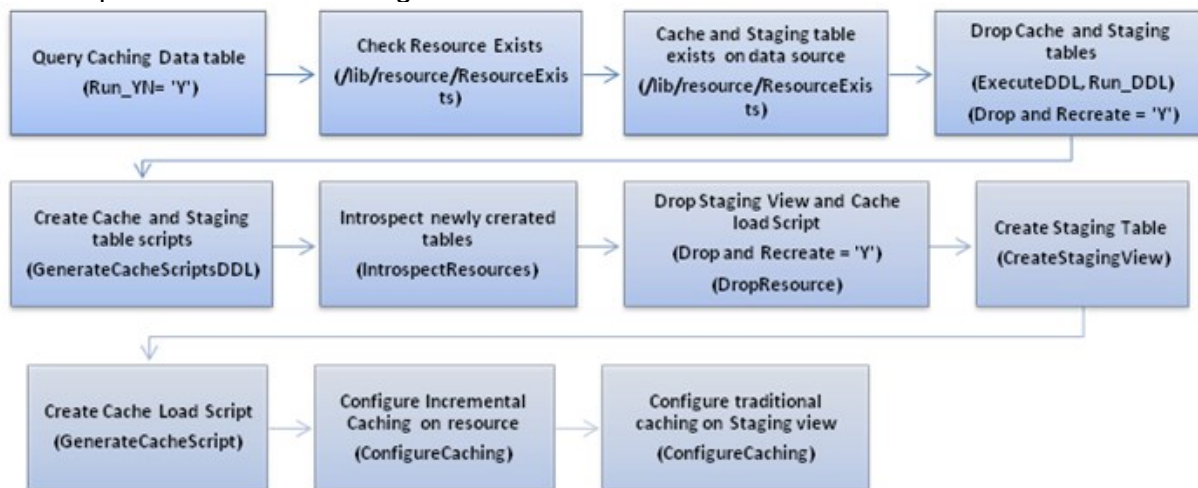 Query Caching Data table
(Run_YN= 'Y')
Check Resource Exists
(/lib/resource/ResourceExis
ts)
Cache and Staging table
exists on data source
(/lib/resource/ResourceExis
ts)
Drop Cache and Staging
tables
(ExecuteDDL, Run_DDL)
(Drop and Recreate = 'Y')
Create Cache and Staging
table scripts
(GenerateCacheScriptsDDL)
Introspect newly crerated
tables
(IntrospectResources)
Drop Staging View and Cache
load Script
(Drop and Recreate = 'Y')
(DropResource)
Create Staging Table
(CreateStagingView)
Create Cache Load Script
(GenerateCacheScript)
Configure Incremental
Caching on resource
(ConfigureCaching)
Configure traditional
caching on Staging view
(ConfigureCaching)